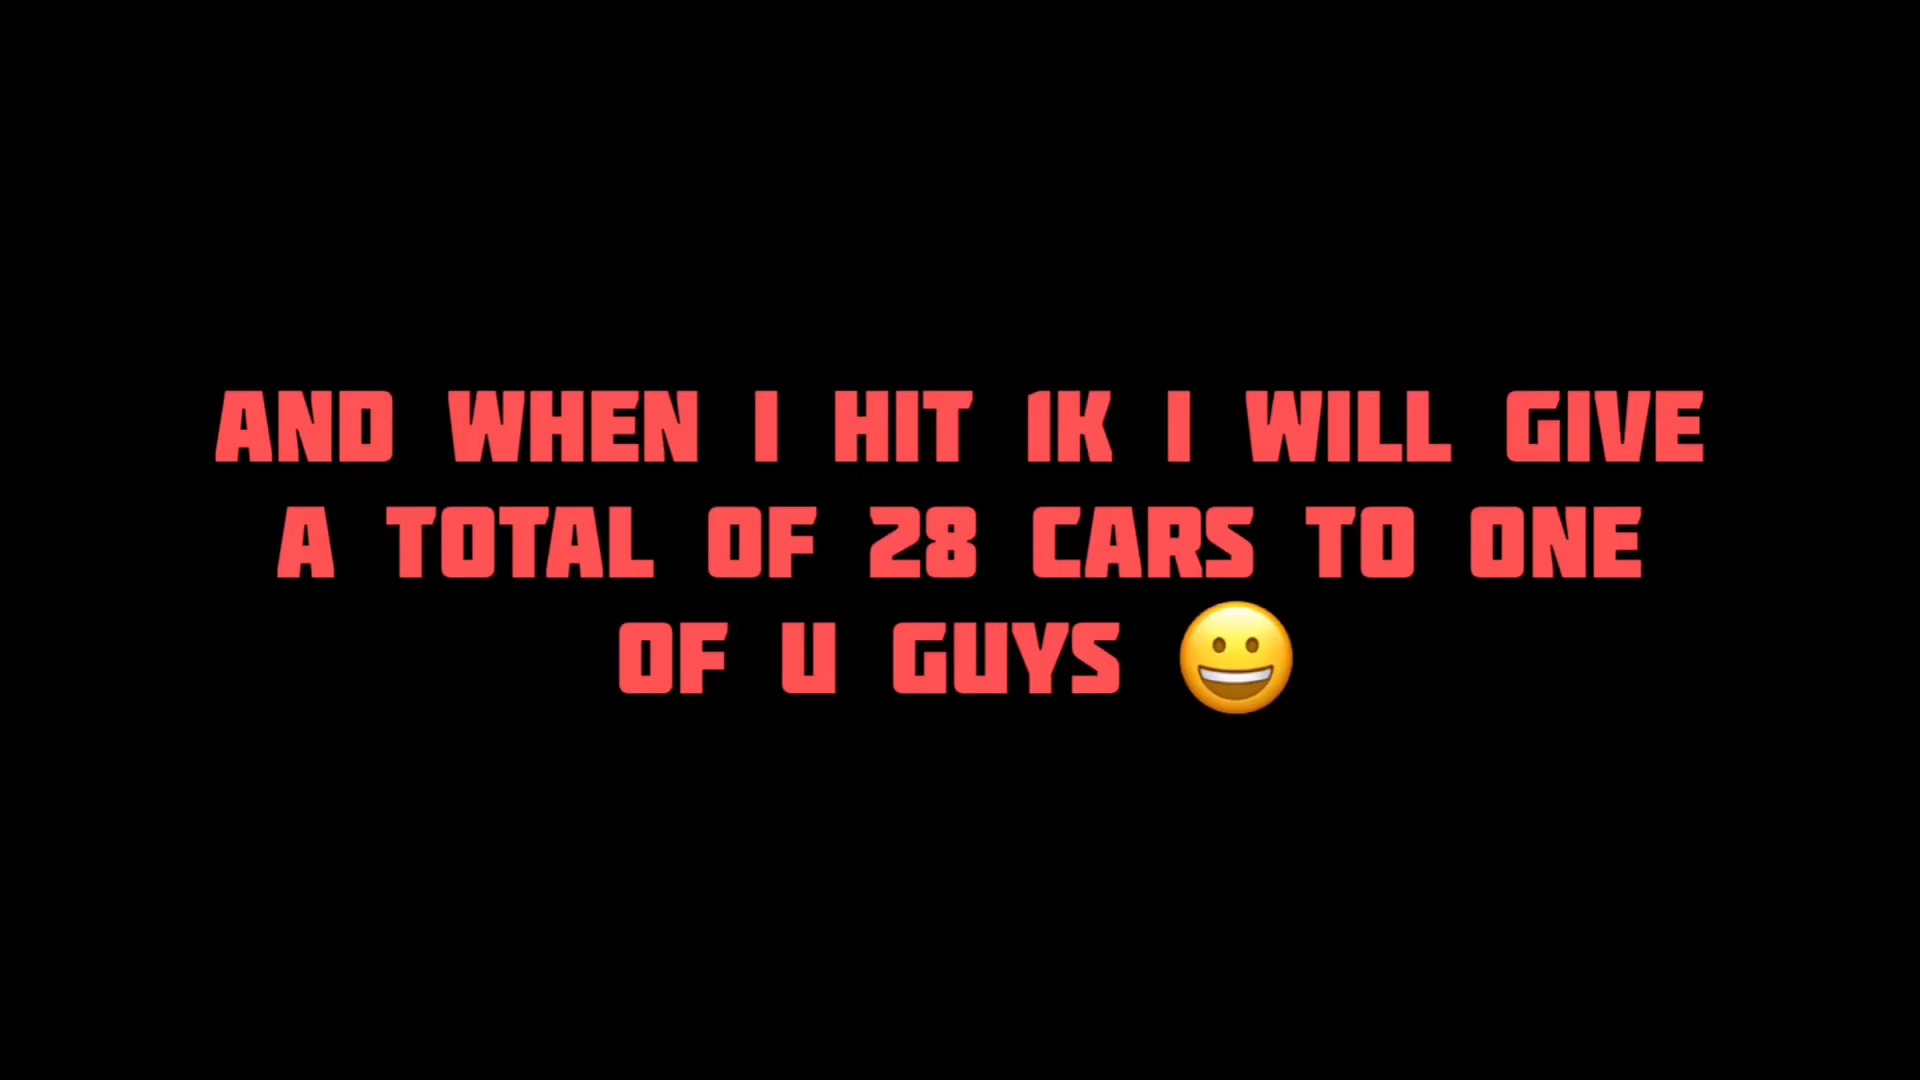 AND WHEN I HIT 1K I WILL GIVE
A TOTAL OF 28 CARS TO ONE
OF U GUYS 😀